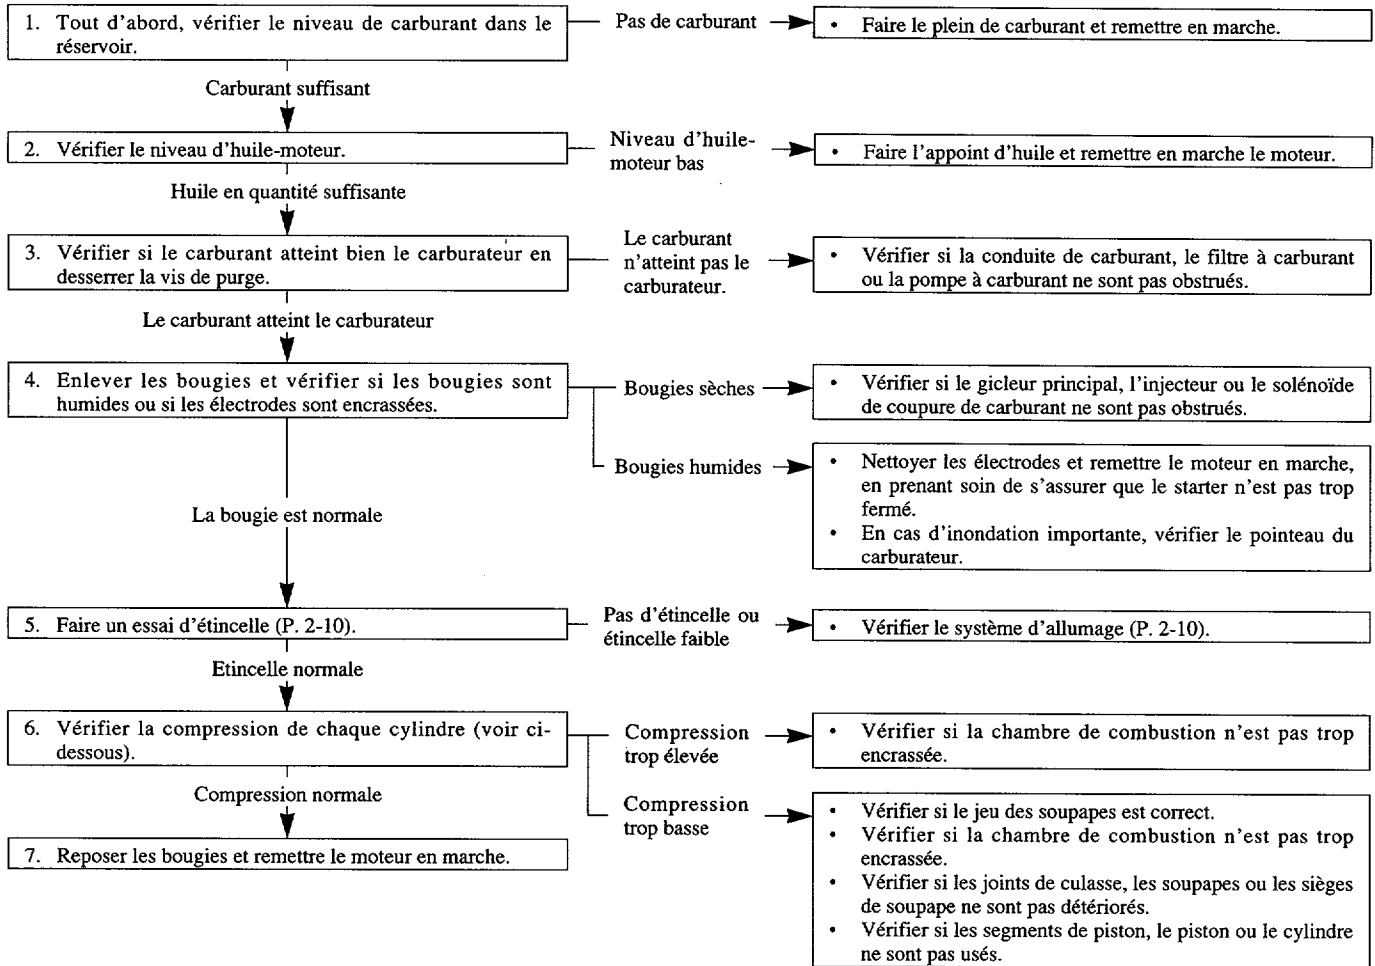 1. Tout d'abord, vérifier le niveau de carburant dans le
réservoir.
Pas de carburant
• Faire le plein de carburant et remettre en marche.
Carburant suffisant
2. Vérifier le niveau d'huile-moteur.
Niveau d'huile-
moteur bas
• Faire l'appoint d'huile et remettre en marche le moteur.
Huile en quantité suffisante
3. Vérifier si le carburant atteint bien le carburateur en
desserrer la vis de purge.
Le carburant
n'atteint pas le
carburateur.
• Vérifier si la conduite de carburant, le filtre à carburant
ou la pompe à carburant ne sont pas obstrués.
Le carburant atteint le carburateur
4. Enlever les bougies et vérifier si les bougies sont
humides ou si les électrodes sont encrassées.
Bougies sèches
• Vérifier si le gicleur principal, l'injecteur ou le solénoïde
de coupure de carburant ne sont pas obstrués.
Bougies humides
• Nettoyer les électrodes et remettre le moteur en marche,
en prenant soin de s'assurer que le starter n'est pas trop
fermé.
• En cas d'inondation importante, vérifier le pointeau du
carburateur.
La bougie est normale
5. Faire un essai d'étincelle (P. 2-10).
Pas d'étincelle ou
étincelle faible
• Vérifier le système d'allumage (P. 2-10).
Etincelle normale
6. Vérifier la compression de chaque cylindre (voir ci-
dessous).
Compression
trop élevée
• Vérifier si la chambre de combustion n'est pas trop
encrassée.
Compression normale
Compression
trop basse
• Vérifier si le jeu des soupapes est correct.
• Vérifier si la chambre de combustion n'est pas trop
encrassée.
• Vérifier si les joints de culasse, les soupapes ou les sièges
de soupape ne sont pas détériorés.
• Vérifier si les segments de piston, le piston ou le cylindre
ne sont pas usés.
7. Reposer les bougies et remettre le moteur en marche.